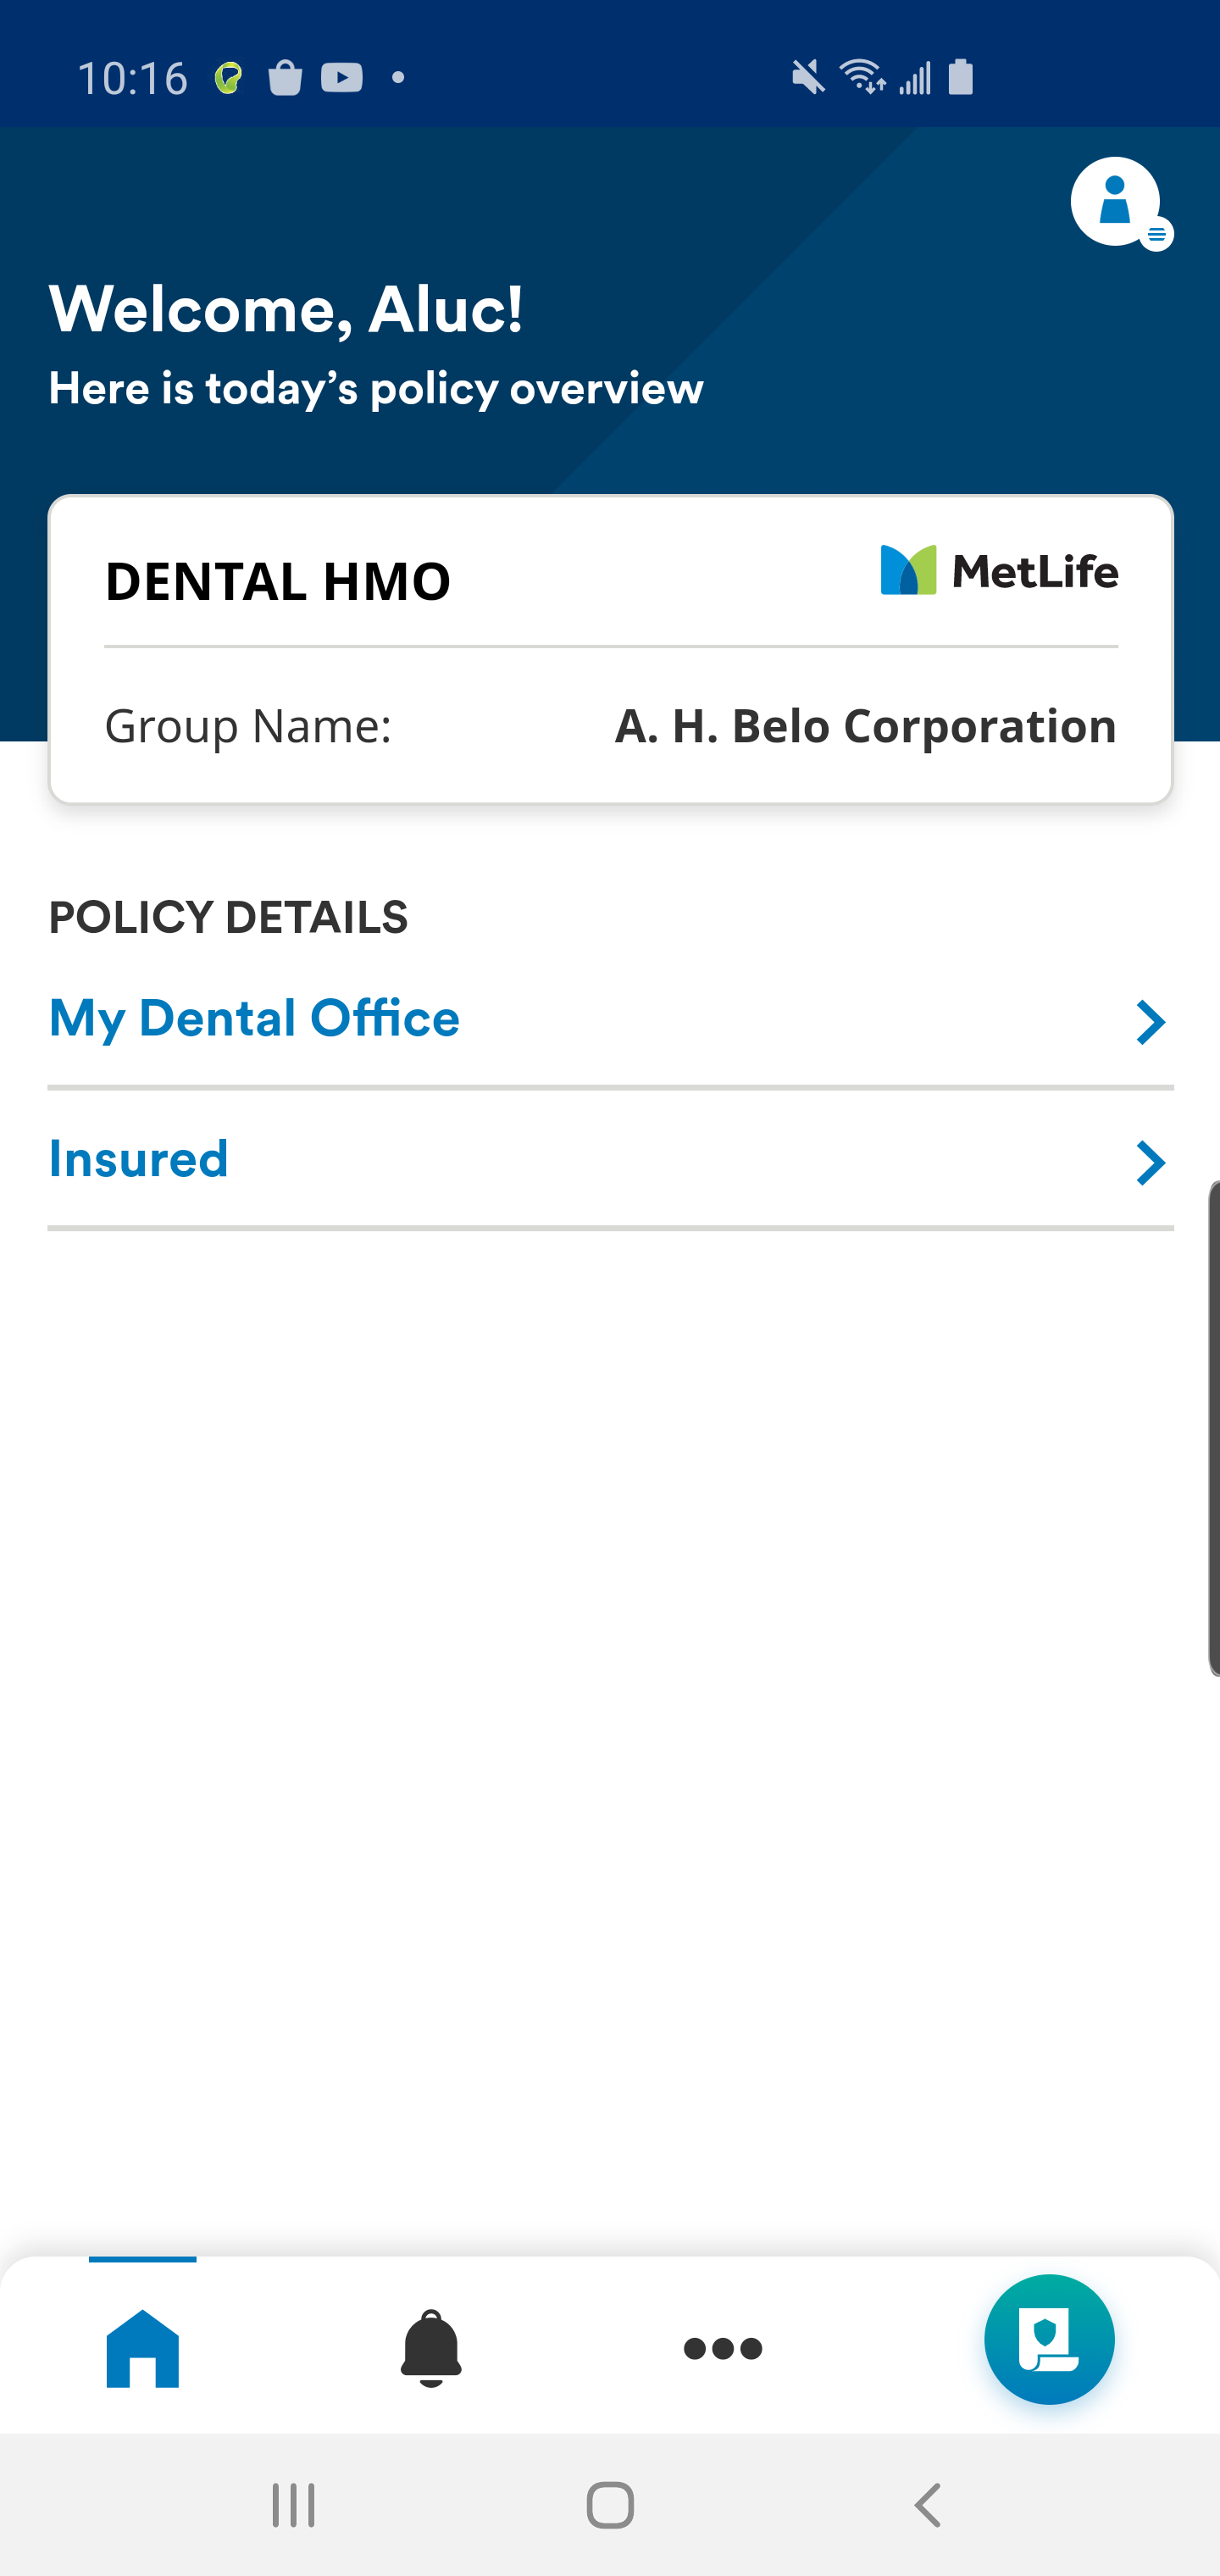 10:16
Welcome, Aluc!
Here is today’s policy overview
DENTAL HMO
MetLife
Group Name: A. H. Belo Corporation
POLICY DETAILS
My Dental Office
Insured